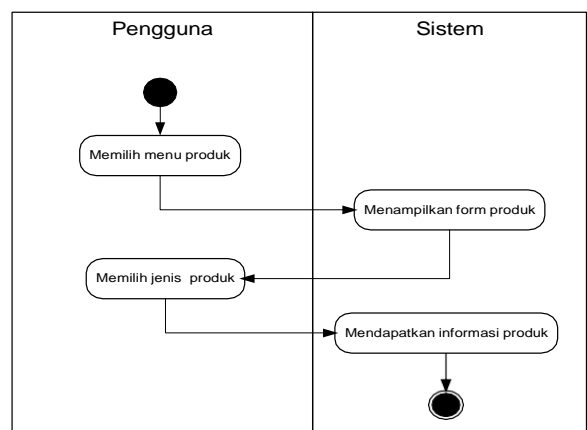 Pengguna
Sistem
Memilih menu produk
Menampilkan form produk
Memilih jenis produk
Mendapatkan informasi produk